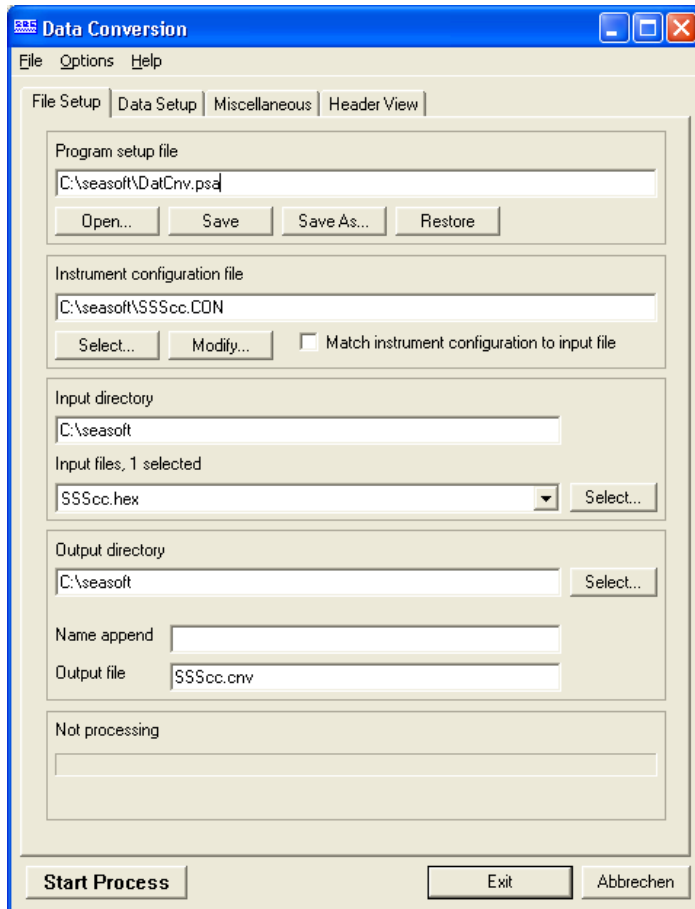 Data Conversion
File Options Help
File Setup Data Setup Miscellaneous Header View
Program setup file
C:\seasoft\DatCnv.psa
Open... Save Save As... Restore
Instrument configuration file
C:\seasoft\SSScc.CON
Select... Modify... Match instrument configuration to input file
Input directory
C:\seasoft
Input files, 1 selected
SSScc.hex Select...
Output directory
C:\seasoft Select...
Name append
Output file SSScc.cnv
Not processing
Start Process Exit Abbrechen